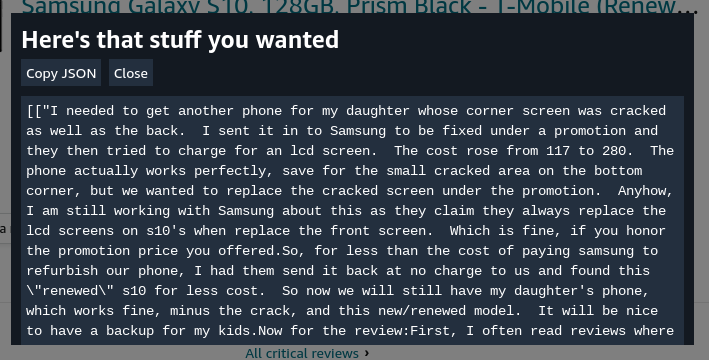 Samsung Galaxy S10, 128GB, Prism Black - T-Mobile (Renew...
Here's that stuff you wanted
Copy JSON Close
[["I needed to get another phone for my daughter whose corner screen was cracked
as well as the back.  I sent it in to Samsung to be fixed under a promotion and
they then tried to charge for an lcd screen.  The cost rose from 117 to 280.  The
phone actually works perfectly, save for the small cracked area on the bottom
corner, but we wanted to replace the cracked screen under the promotion.  Anyhow,
I am still working with Samsung about this as they claim they always replace the
lcd screens on s10's when replace the front screen.  Which is fine, if you honor
the promotion price you offered.So, for less than the cost of paying samsung to
refurbish our phone, I had them send it back at no charge to us and found this
\"renewed\" s10 for less cost.  So now we will still have my daughter's phone,
which works fine, minus the crack, and this new/renewed model.  It will be nice
to have a backup for my kids.Now for the review:First, I often read reviews where
All critical reviews ›